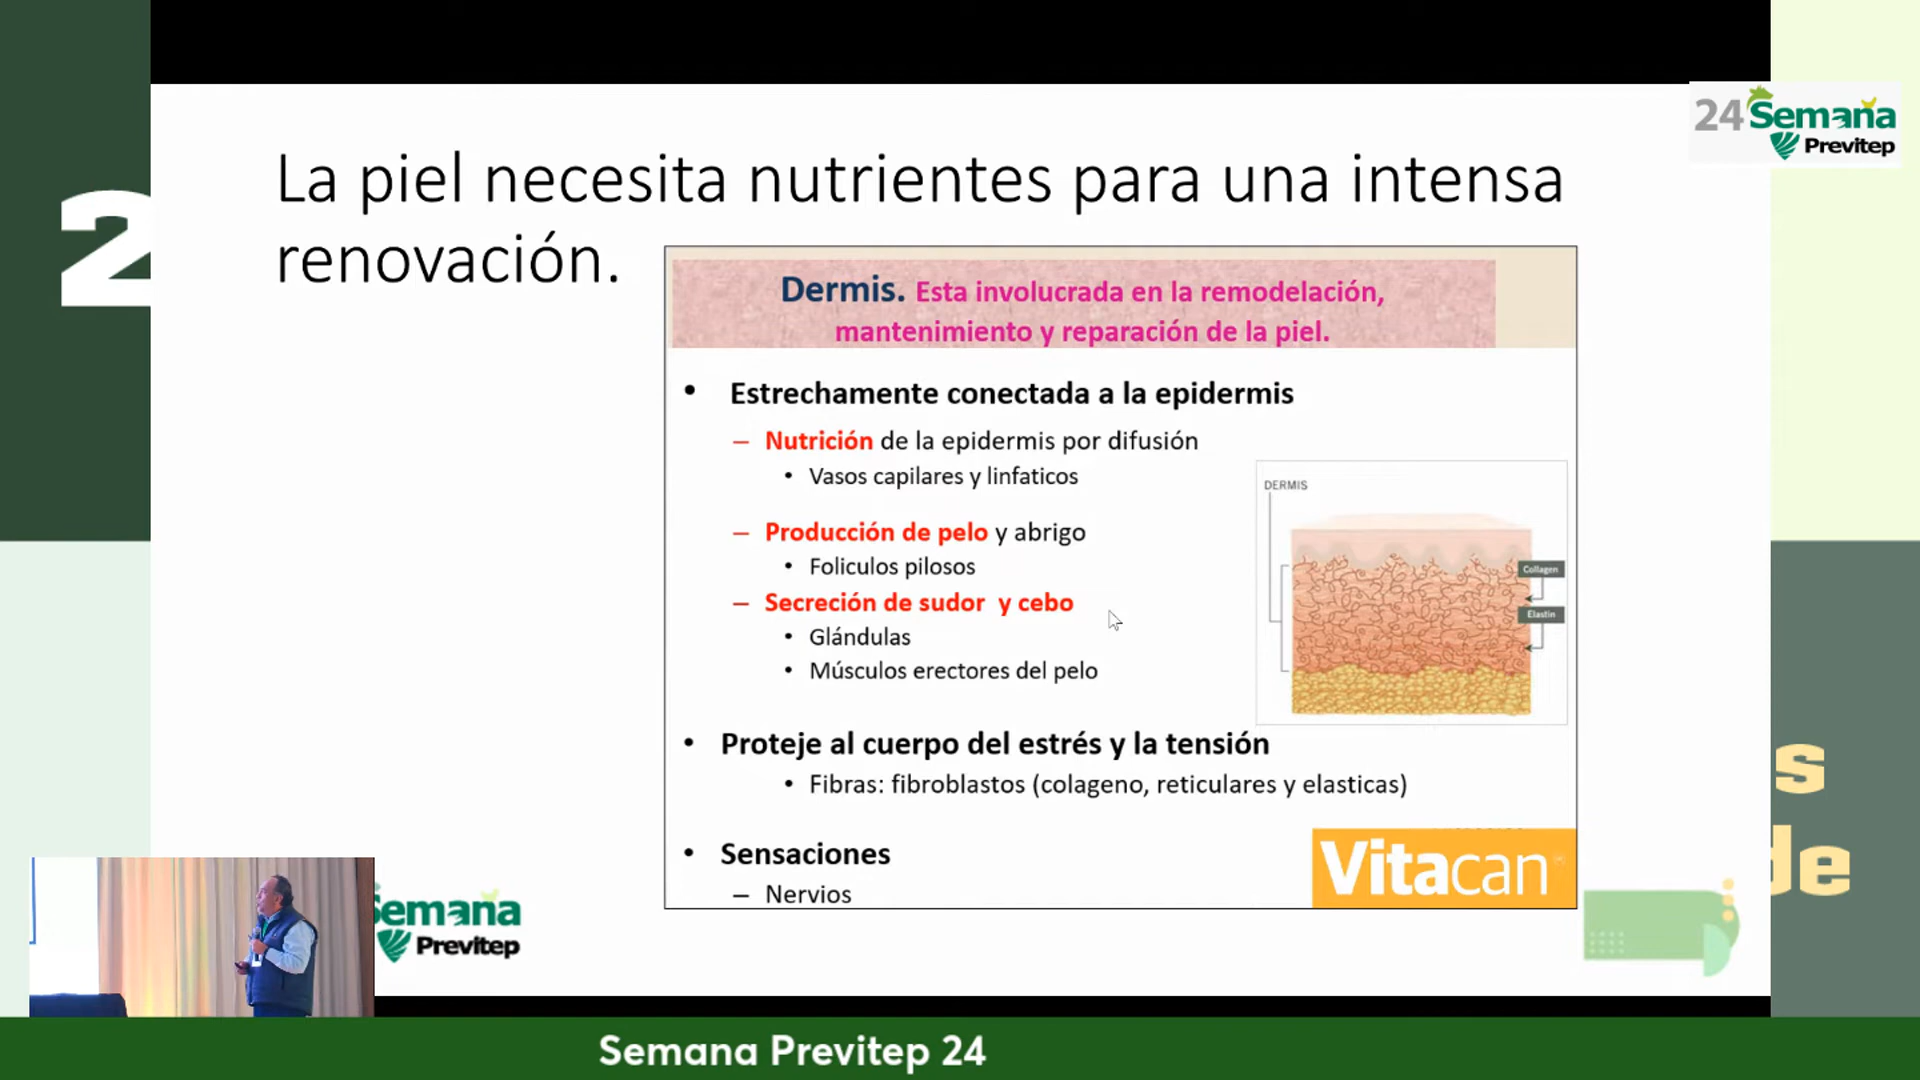 24 Semana
Previtep
2
La piel necesita nutrientes para una intensa
renovación.
Dermis. Esta involucrada en la remodelación,
mantenimiento y reparación de la piel.
• Estrechamente conectada a la epidermis
– Nutrición de la epidermis por difusión
• Vasos capilares y linfaticos
– Producción de pelo y abrigo
• Foliculos pilosos
– Secreción de sudor y cebo
• Glándulas
• Músculos erectores del pelo
DERMIS
Collagen
Elastin
• Proteje al cuerpo del estrés y la tensión
• Fibras: fibroblastos (colageno, reticulares y elasticas)
• Sensaciones
– Nervios
Vitacan
s
de
Semana
Previtep
Semana Previtep 24